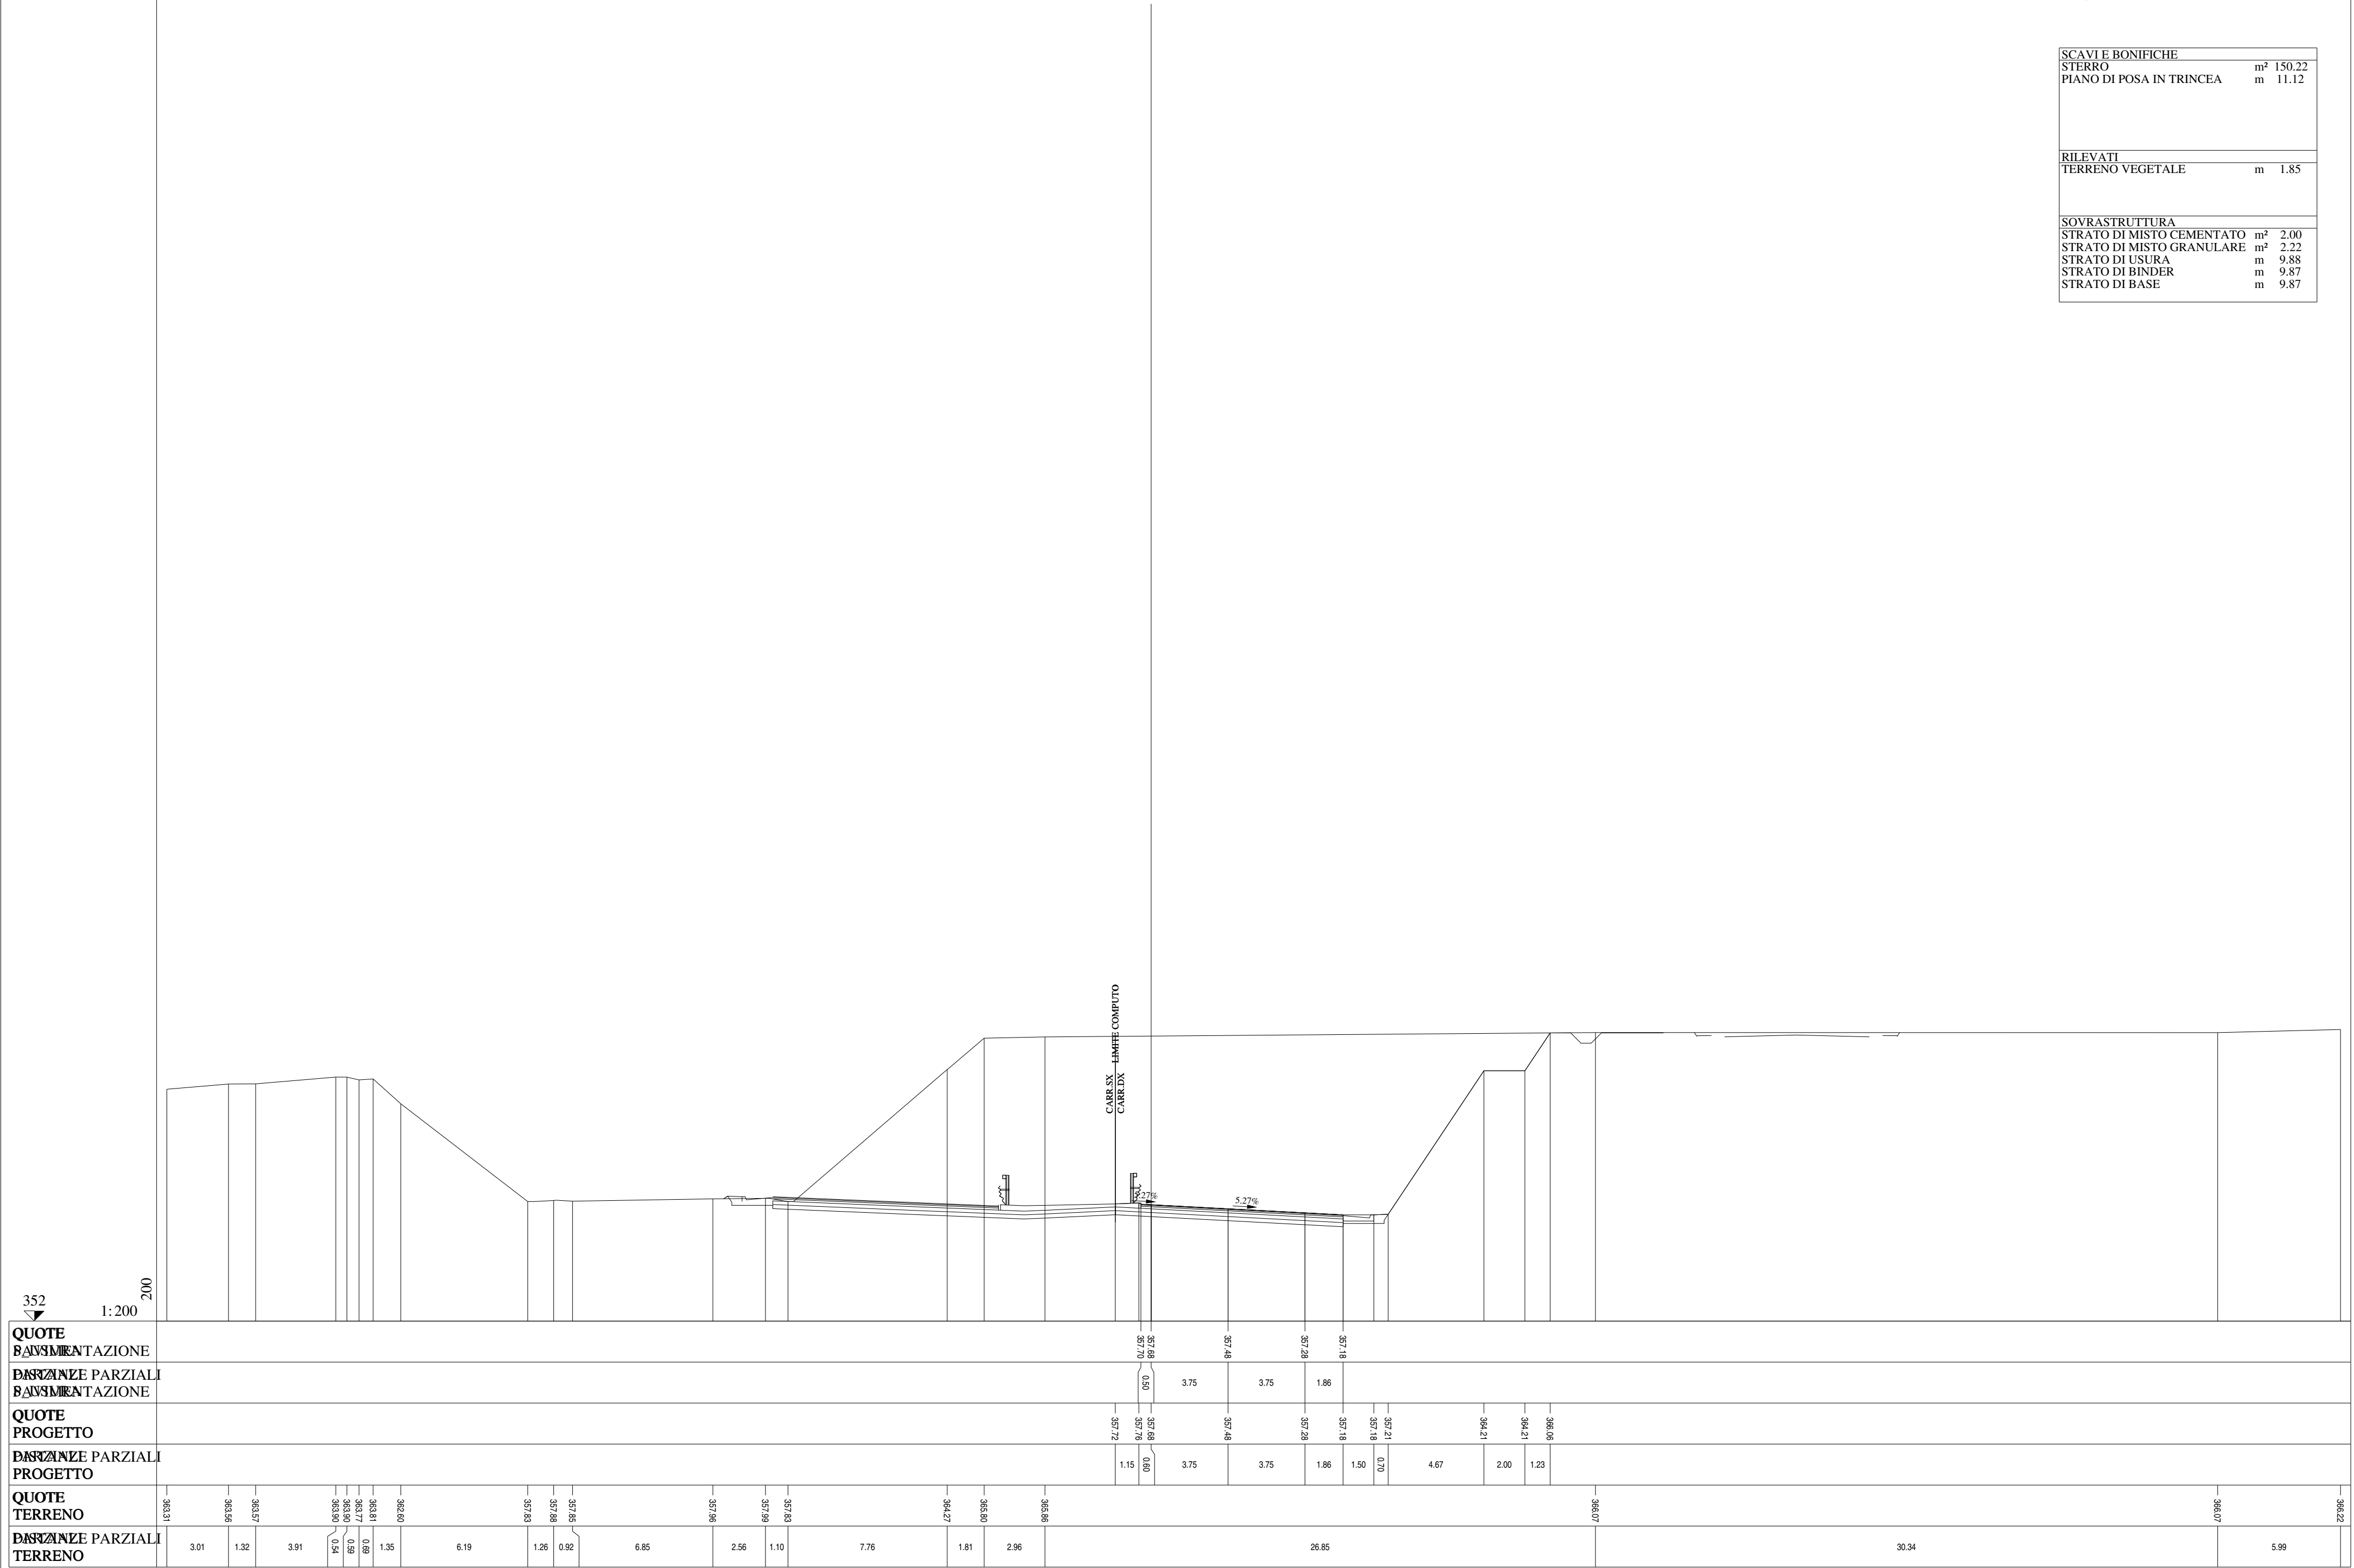 SCAVI E BONIFICHE
STERRO m² 150.22
PIANO DI POSA IN TRINCEA m 11.12
RILEVATI
TERRENO VEGETALE m 1.85
SOVRASTRUTTURA
STRATO DI MISTO CEMENTATO m² 2.00
STRATO DI MISTO GRANULARE m² 2.22
STRATO DI USURA m 9.88
STRATO DI BINDER m 9.87
STRATO DI BASE m 9.87
LIMITE COMPUTO
CARR.SX
CARR.DX
5.27%
5.27%
200
352
1:200
QUOTE
PAVIMENTAZIONE
357.70 357.68 357.48 357.28 357.18
DISTANZE PARZIALI
PAVIMENTAZIONE
0.50 3.75 3.75 1.86
QUOTE
PROGETTO
357.72 357.76 357.68 357.48 357.28 357.18 357.18 357.21 364.21 364.21 366.06
DISTANZE PARZIALI
PROGETTO
1.15 0.60 3.75 3.75 1.86 1.50 0.70 4.67 2.00 1.23
QUOTE
TERRENO
363.31 363.56 363.57 363.90 363.90 363.77 363.81 362.60 357.83 357.88 357.85 357.96 357.99 357.83 364.27 365.80 365.86 366.07 366.07 366.22
DISTANZE PARZIALI
TERRENO
3.01 1.32 3.91 0.54 0.59 0.69 1.35 6.19 1.26 0.92 6.85 2.56 1.10 7.76 1.81 2.96 26.85 30.34 5.99